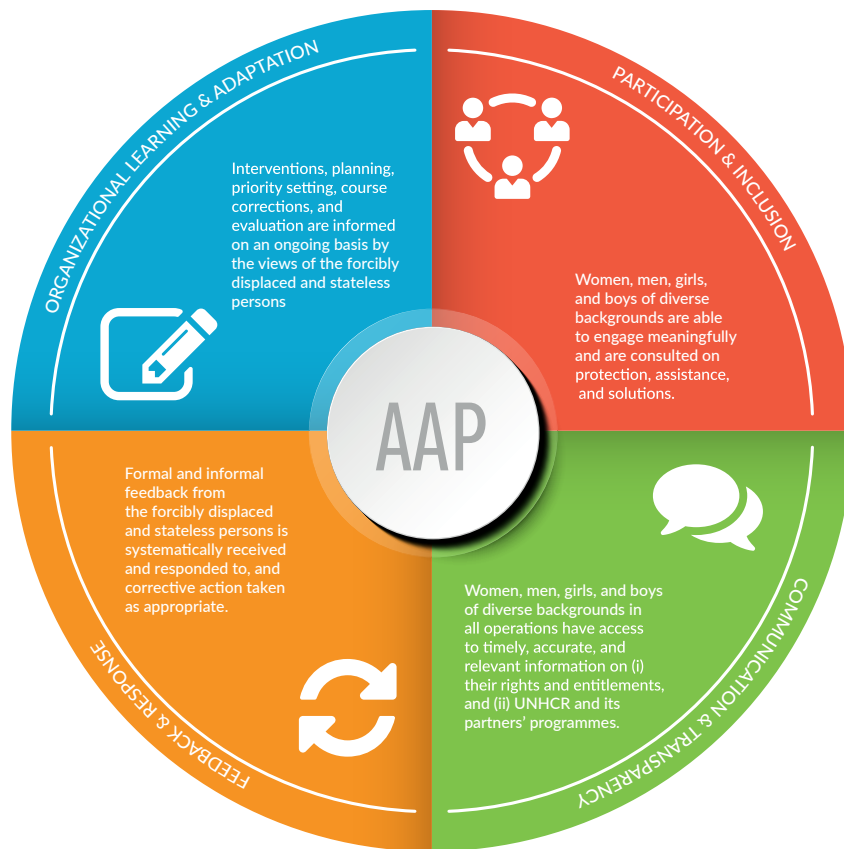 ORGANIZATIONAL LEARNING & ADAPTATION
Interventions, planning,
priority setting, course
corrections, and
evaluation are informed
on an ongoing basis by
the views of the forcibly
displaced and stateless
persons
PARTICIPATION & INCLUSION
Women, men, girls,
and boys of diverse
backgrounds are able
to engage meaningfully
and are consulted on
protection, assistance,
and solutions.
AAP
Formal and informal
feedback from
the forcibly displaced
and stateless persons is
systematically received
and responded to, and
corrective action taken
as appropriate.
FEEDBACK & RESPONSE
Women, men, girls, and boys
of diverse backgrounds in
all operations have access
to timely, accurate, and
relevant information on (i)
their rights and entitlements,
and (ii) UNHCR and its
partners' programmes.
COMMUNICATION & TRANSPARENCY